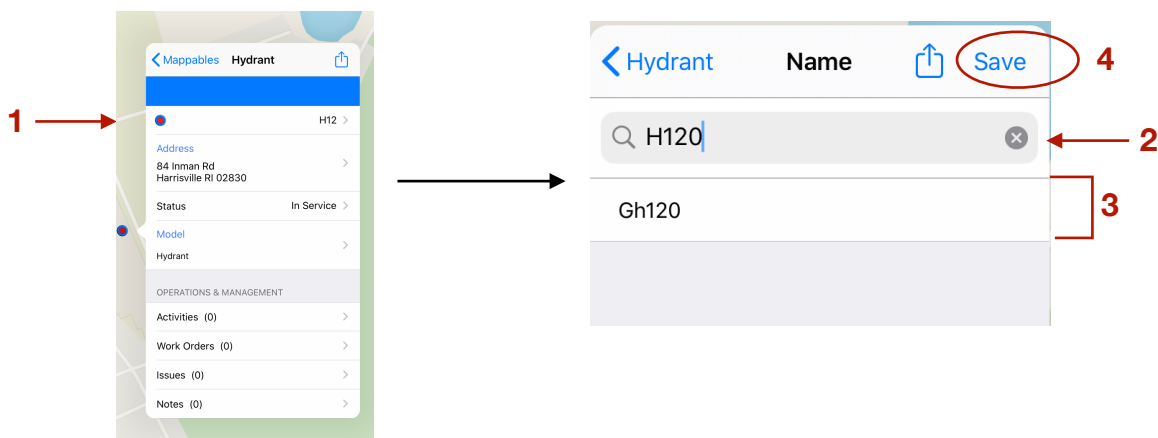 Mappables Hydrant
1
H12
Address
84 Inman Rd
Harrisville RI 02830
Status In Service
Model
Hydrant
OPERATIONS & MANAGEMENT
Activities (0)
Work Orders (0)
Issues (0)
Notes (0)
Hydrant Name Save 4
H120 2
Gh120 3